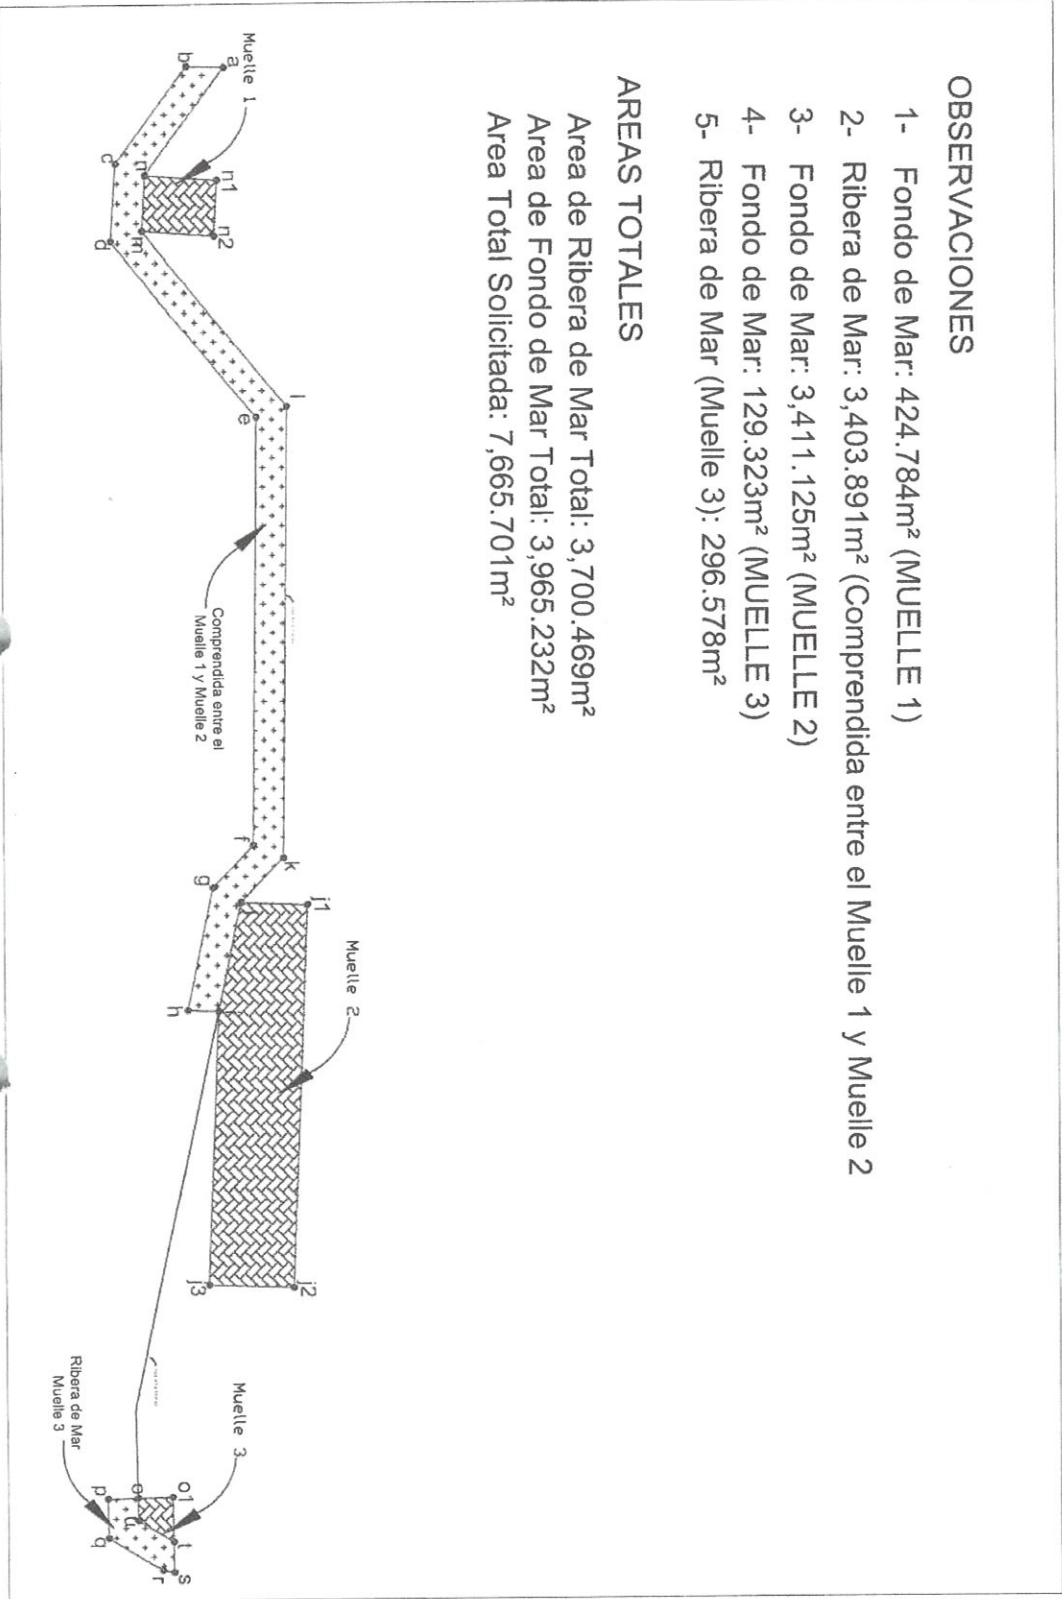 OBSERVACIONES
1- Fondo de Mar: 424.784m² (MUELLE 1)
2- Ribera de Mar: 3,403.891m² (Comprendida entre el Muelle 1 y Muelle 2
3- Fondo de Mar: 3,411.125m² (MUELLE 2)
4- Fondo de Mar: 129.323m² (MUELLE 3)
5- Ribera de Mar (Muelle 3): 296.578m²
AREAS TOTALES
Area de Ribera de Mar Total: 3,700.469m²
Area de Fondo de Mar Total: 3,965.232m²
Area Total Solicitada: 7,665.701m²
Muelle 1
a
b
c
n
n1
n2
m
d
l
e
Comprendida entre el
Muelle 1 y Muelle 2
f
k
g
j1
h
Muelle 2
j2
j3
Muelle 3
Ribera de Mar
Muelle 3
o1
o
p
u
t
q
s
r